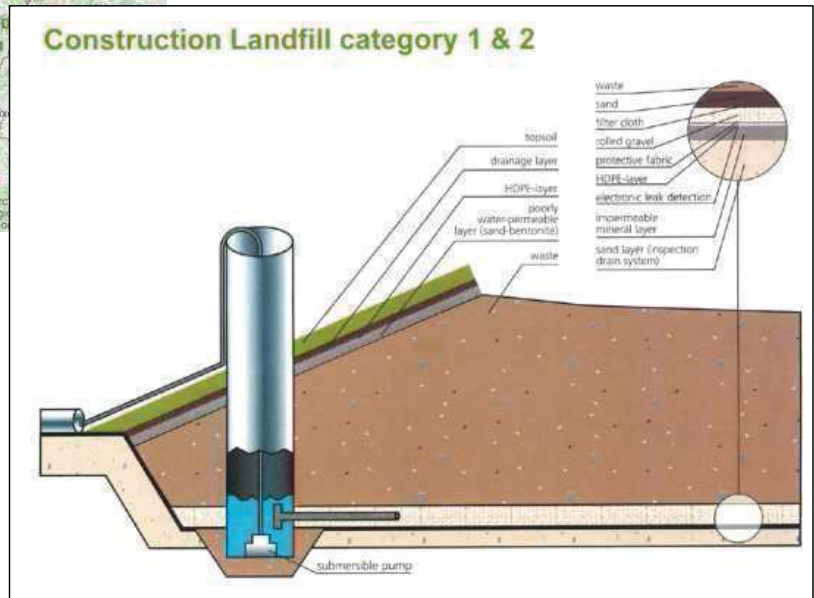 Construction Landfill category 1 & 2
topsoil
drainage layer
HDPE-layer
poorly
water-permeable
layer (sand-bentonite)
waste
waste
sand
filter cloth
rolled gravel
protective fabric
HDPE-layer
electronic leak detection
impermeable
mineral layer
sand layer (inspection
drain system)
submersible pump